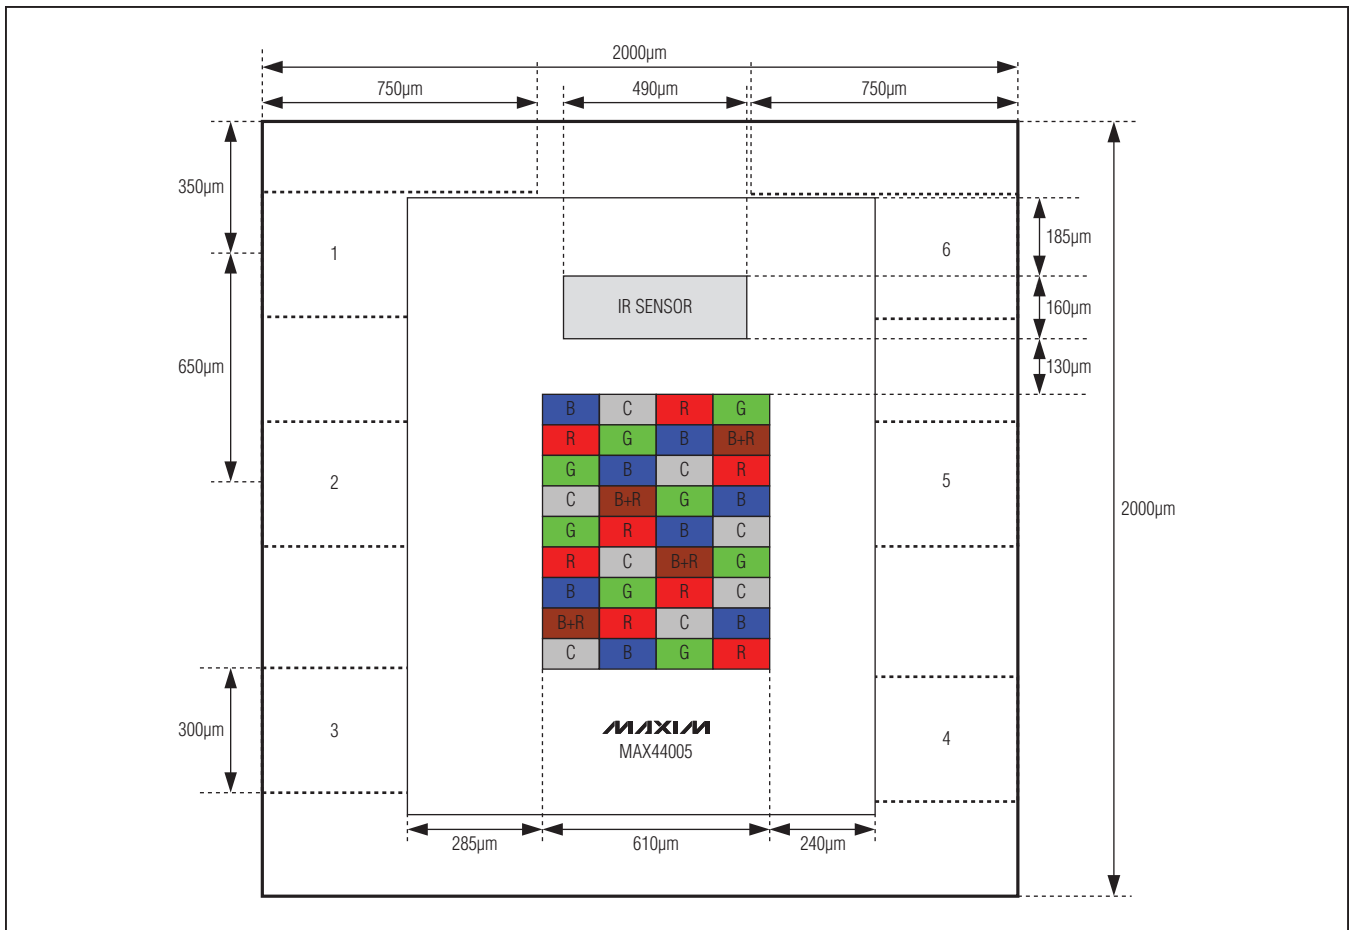 2000µm
750µm 490µm 750µm
350µm
185µm
1 6
IR SENSOR 160µm
650µm 130µm
B C R G
R G B B+R
G B C R
2 5
C B+R G B
2000µm
G R B C
R C B+R G
B G R C
B+R R C B
C B G R
300µm 3 MAXIM 4
MAX44005
285µm 610µm 240µm